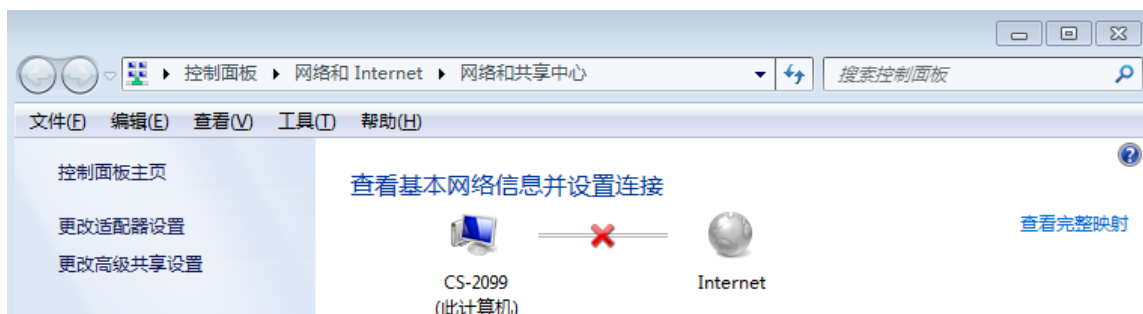 控制面板 ▸ 网络和 Internet ▸ 网络和共享中心
搜索控制面板
文件(F) 编辑(E) 查看(V) 工具(T) 帮助(H)
控制面板主页
更改适配器设置
更改高级共享设置
查看基本网络信息并设置连接
CS-2099
(此计算机)
Internet
查看完整映射